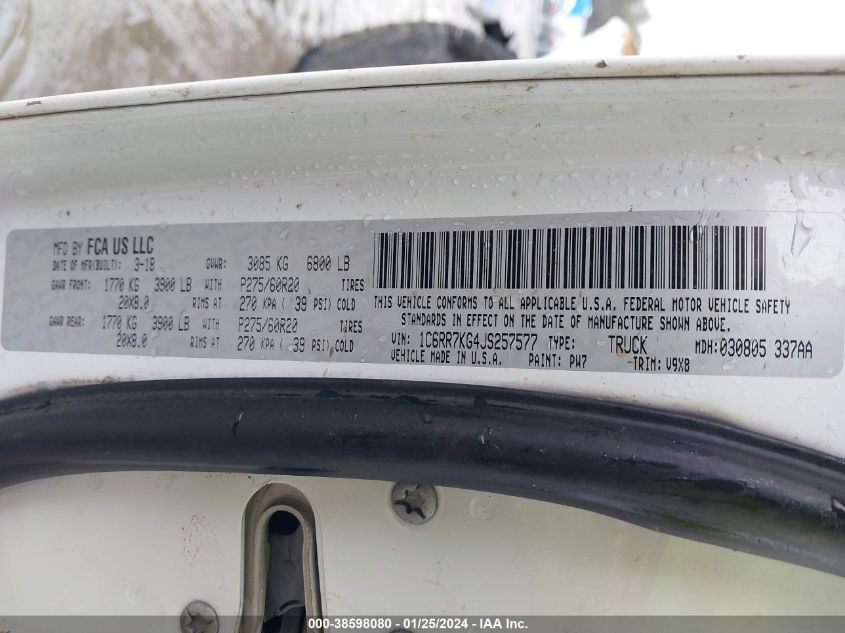 MFD BY FCA US LLC
DATE OF MFR(BUILT): 3-18 GVWR: 3085 KG 6800 LB
GAWR FRONT: 1770 KG 3900 LB WITH P275/60R20 TIRES
20X8.0 RIMS AT 270 KPA ( 39 PSI) COLD
GAWR REAR: 1770 KG 3900 LB WITH P275/60R20 TIRES
20X8.0 RIMS AT 270 KPA ( 39 PSI) COLD
THIS VEHICLE CONFORMS TO ALL APPLICABLE U.S.A. FEDERAL MOTOR VEHICLE SAFETY
STANDARDS IN EFFECT ON THE DATE OF MANUFACTURE SHOWN ABOVE.
VIN: 1C6RR7KG4JS257577 TYPE: TRUCK MDH: 030805 337AA
VEHICLE MADE IN U.S.A PAINT: PW7 TRIM: V9X8
000-38598080 - 01/25/2024 - IAA Inc.